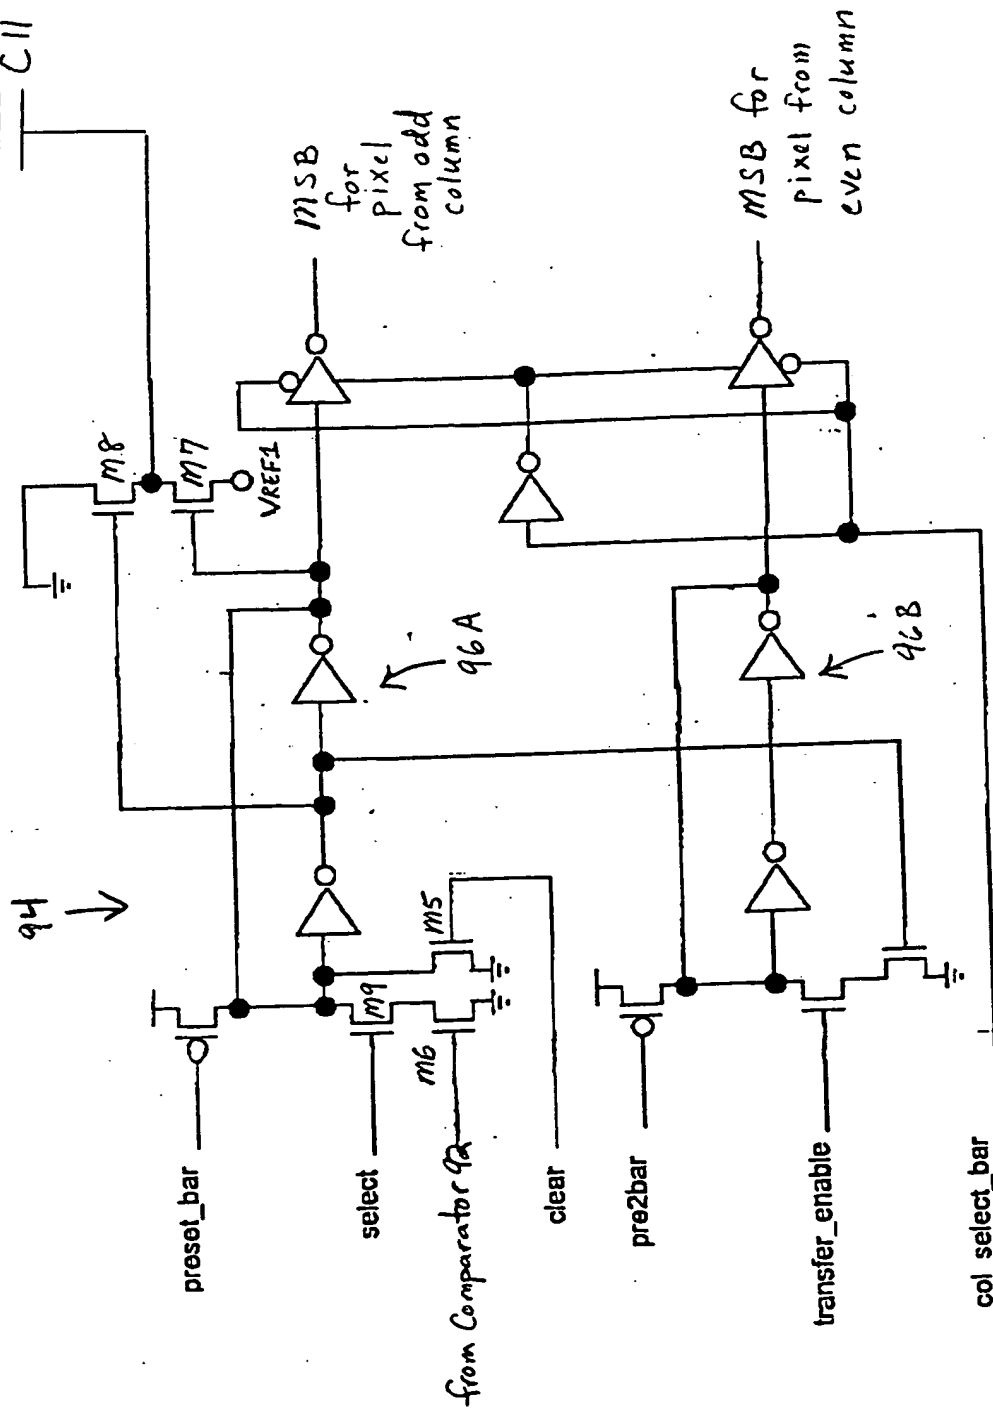 94
C11
M8
M7
VREF1
MSB
for
pixel
from odd
column
preset_bar
select
M9
M6
M5
from Comparator 92
clear
96A
pre2bar
transfer_enable
96B
MSB for
pixel from
even column
col select_bar